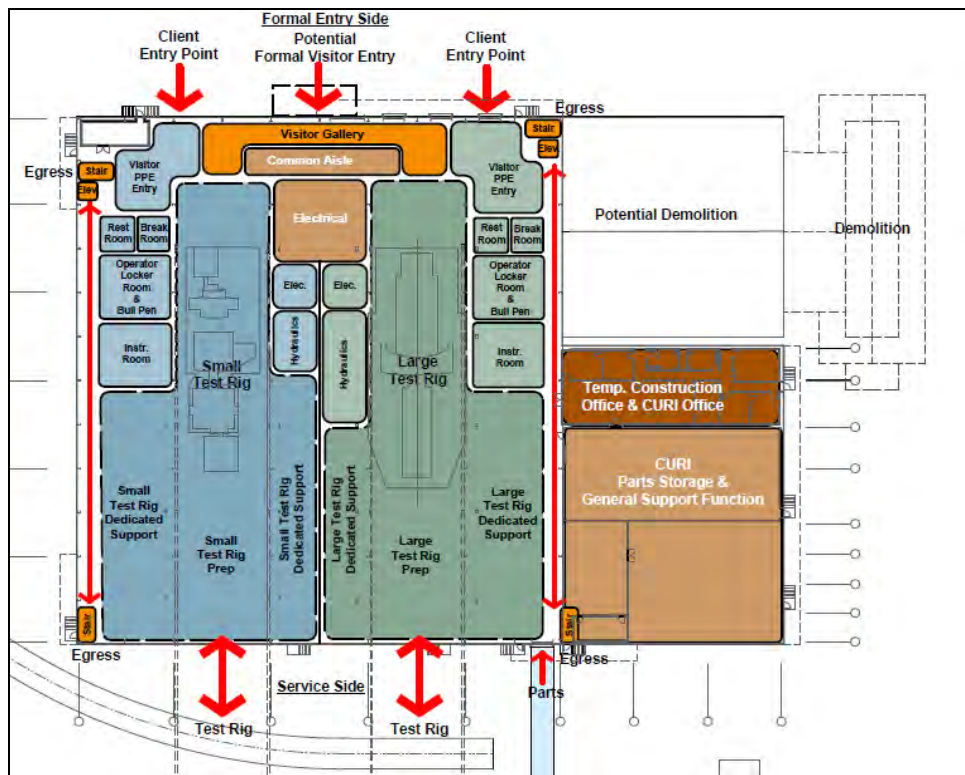 Formal Entry Side
Potential
Formal Visitor Entry
Client
Entry Point
Client
Entry Point
Egress
Visitor Gallery
Common Aisle
Stair
Elev.
Visitor
PPE
Entry
Egress
Stair
Elev
Visitor
PPE
Entry
Electrical
Potential Demolition
Demolition
Rest
Room
Break
Room
Rest
Room
Break
Room
Operator
Locker
Room
&
Bull Pen
Elec.
Elec.
Operator
Locker
Room
&
Bull Pen
Instr.
Room
Hydraulics
Hydraulics
Instr.
Room
Small
Test Rig
Large
Test Rig
Temp. Construction
Office & CURI Office
CURI
Parts Storage &
General Support Function
Small
Test Rig
Dedicated
Support
Small
Test Rig
Prep
Small Test Rig
Dedicated Support
Large Test Rig
Dedicated Support
Large
Test Rig
Prep
Large
Test Rig
Dedicated
Support
Stair
Stair
Egress
Egress
Service Side
Parts
Test Rig
Test Rig